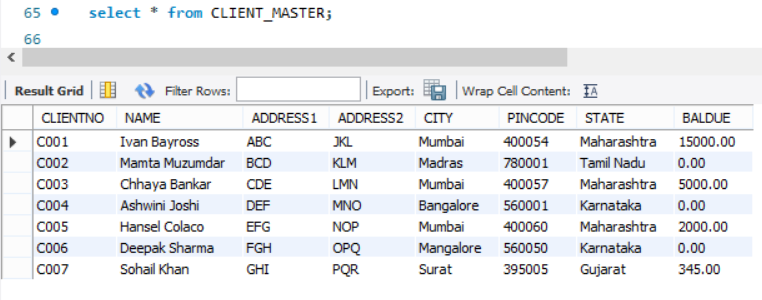 65 select * from CLIENT_MASTER;
66
Result Grid Filter Rows: Export: Wrap Cell Content: IA
CLIENTNO NAME ADDRESS1 ADDRESS2 CITY PINCODE STATE BALDUE
C001 Ivan Bayross ABC JKL Mumbai 400054 Maharashtra 15000.00
C002 Mamta Muzumdar BCD KLM Madras 780001 Tamil Nadu 0.00
C003 Chhaya Bankar CDE LMN Mumbai 400057 Maharashtra 5000.00
C004 Ashwini Joshi DEF MNO Bangalore 560001 Karnataka 0.00
C005 Hansel Colaco EFG NOP Mumbai 400060 Maharashtra 2000.00
C006 Deepak Sharma FGH OPQ Mangalore 560050 Karnataka 0.00
C007 Sohail Khan GHI PQR Surat 395005 Gujarat 345.00